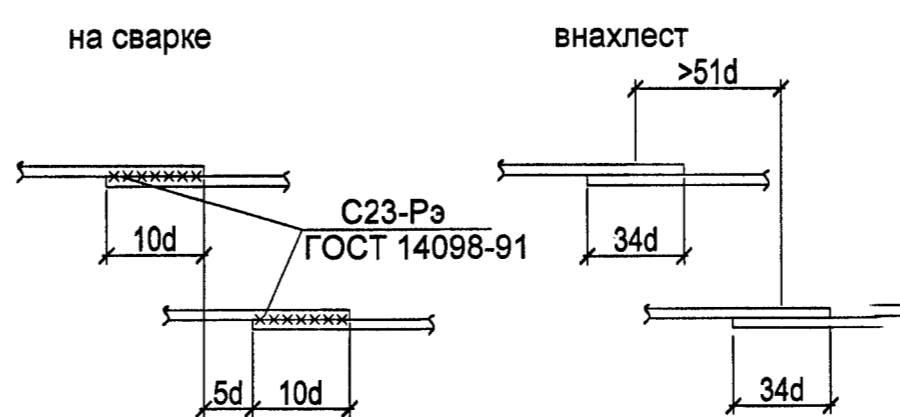 на сварке
внахлест
>51d
С23-Рэ
ГОСТ 14098-91
10d
34d
5d
10d
34d